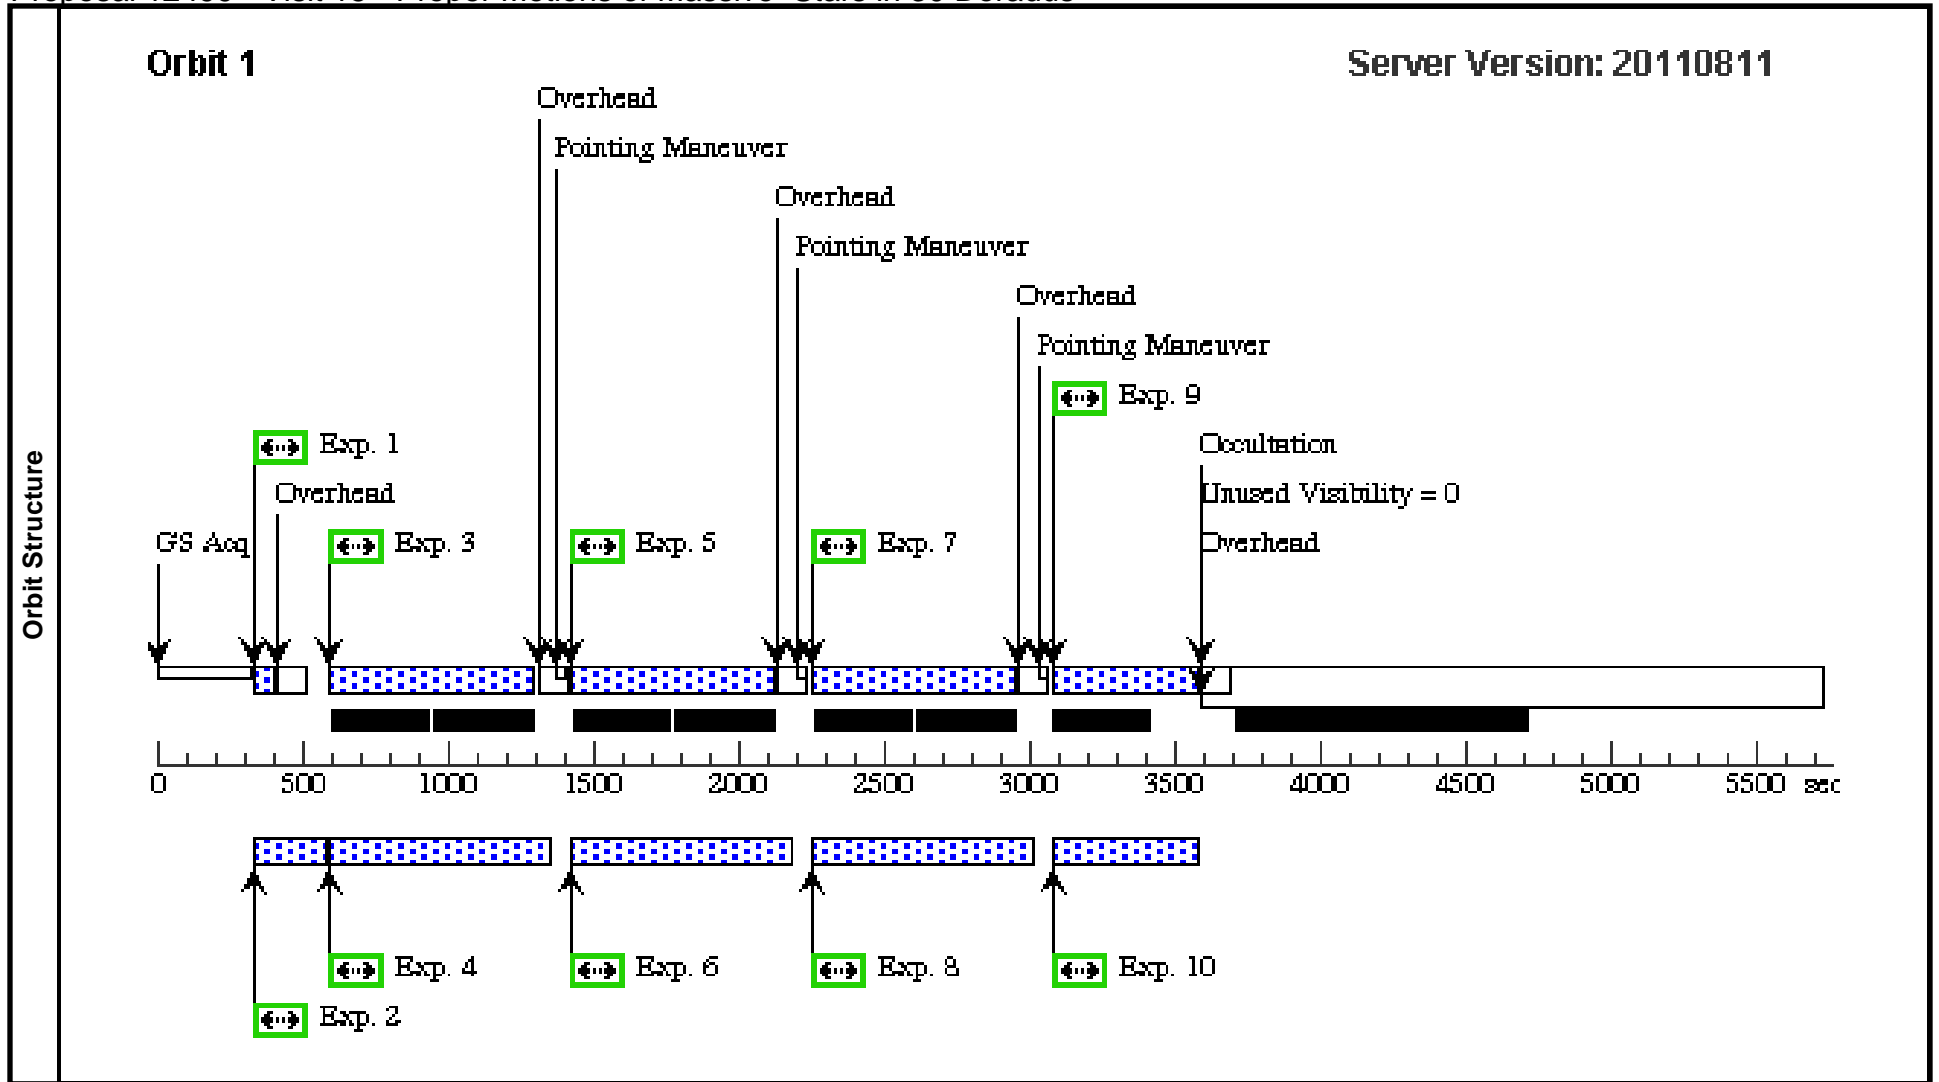 Orbit Structure
Orbit 1
Server Version: 20110811
Overhead
Pointing Maneuver
Overhead
Pointing Maneuver
Overhead
Pointing Maneuver
Exp. 9
Exp. 1
Occultation
Overhead
Unused Visibility = 0
GS Acq
Exp. 3
Exp. 5
Exp. 7
Overhead
0 500 1000 1500 2000 2500 3000 3500 4000 4500 5000 5500 sec
Exp. 4
Exp. 6
Exp. 8
Exp. 10
Exp. 2